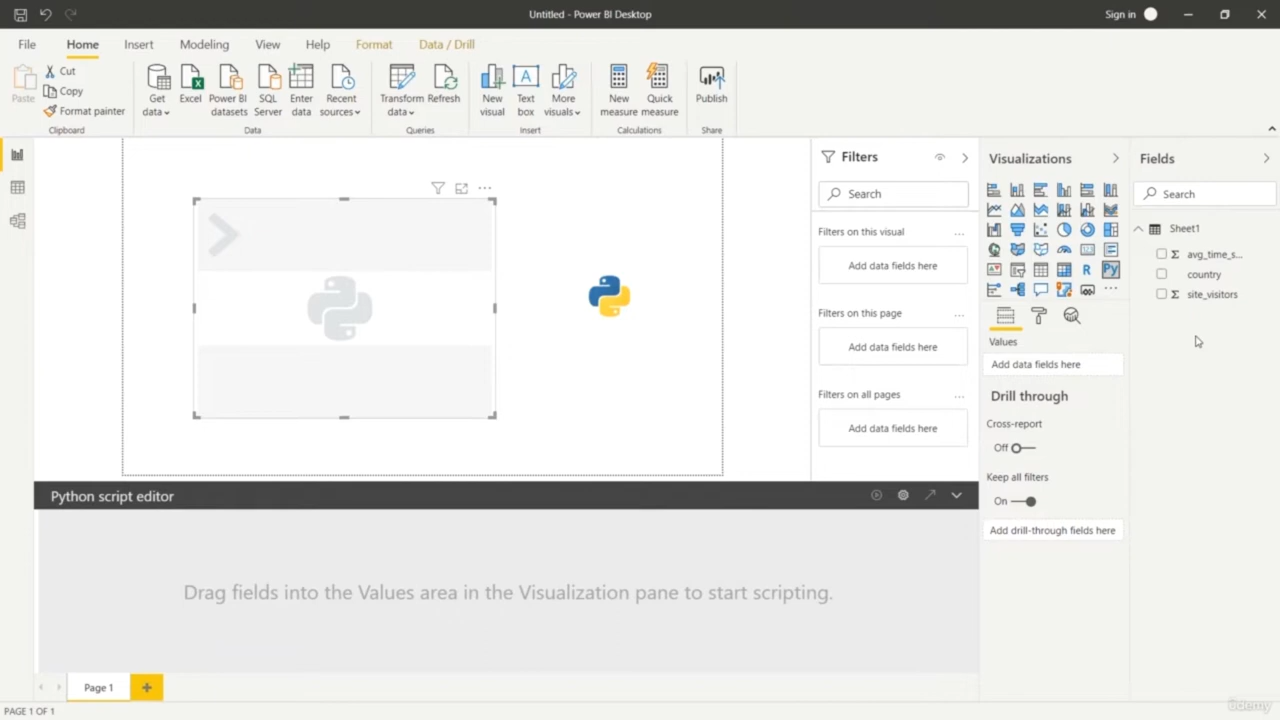 Untitled - Power BI Desktop
Sign in
File Home Insert Modeling View Help Format Data / Drill
Paste
Cut
Copy
Format painter
Clipboard
Get data
Excel
Power BI datasets
SQL Server
Enter data
Recent sources
Data
Transform data
Refresh
Queries
New visual
Text box
More visuals
Insert
New measure
Quick measure
Calculations
Publish
Share
Filters
Search
Filters on this visual ...
Add data fields here
Filters on this page ...
Add data fields here
Filters on all pages ...
Add data fields here
Visualizations
R
Py
Values
Add data fields here
Drill through
Cross-report
Off
Keep all filters
On
Add drill-through fields here
Fields
Search
Sheet1
Σ avg_time_s...
country
Σ site_visitors
Python script editor
Drag fields into the Values area in the Visualization pane to start scripting.
Page 1
PAGE 1 OF 1
ûdemy